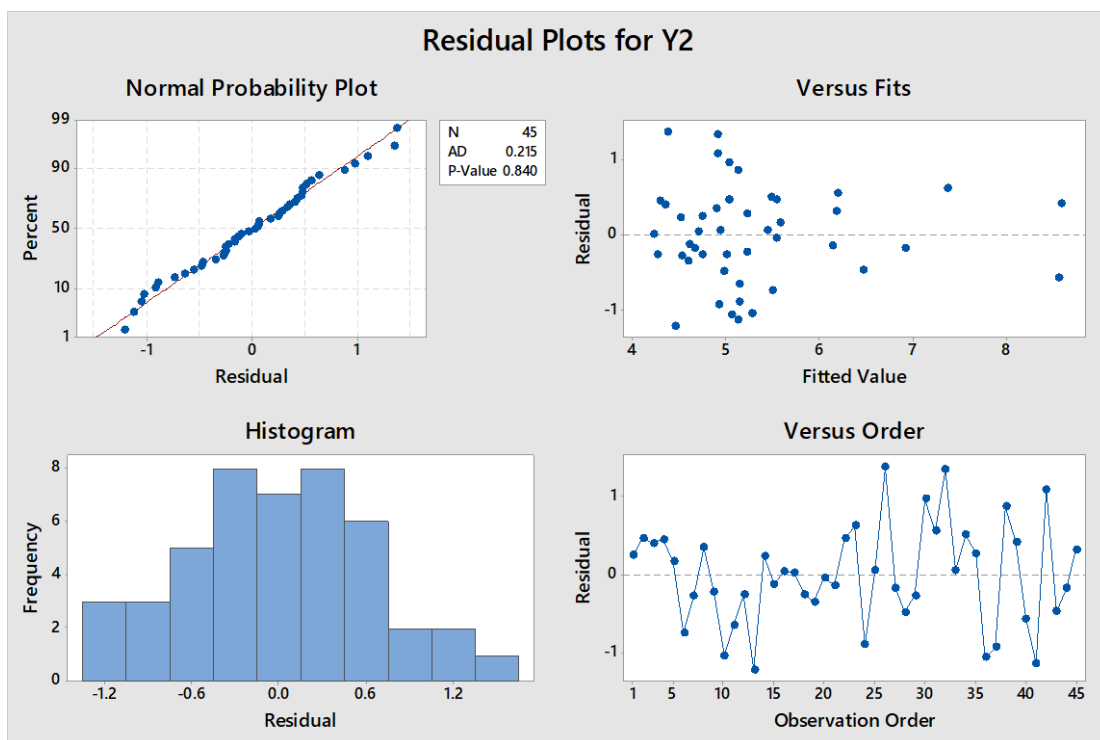 Residual Plots for Y2
Normal Probability Plot
99
90
50
10
1
Percent
-1 0 1
Residual
N 45
AD 0.215
P-Value 0.840
Versus Fits
1
0
-1
Residual
4 5 6 7 8
Fitted Value
Histogram
8
6
4
2
0
Frequency
-1.2 -0.6 0.0 0.6 1.2
Residual
Versus Order
1
0
-1
Residual
1 5 10 15 20 25 30 35 40 45
Observation Order